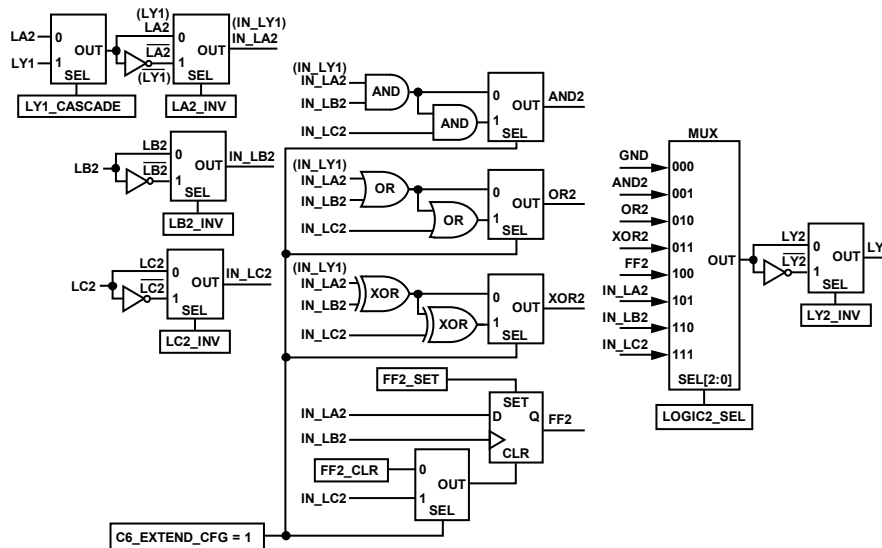 LA2
LY1
0
1
OUT
SEL
LY1_CASCADE
(LY1)
LA2
LA2
(LY1)
0
1
OUT
SEL
LA2_INV
(IN_LY1)
IN_LA2
LB2
LB2
LB2
0
1
OUT
SEL
LB2_INV
IN_LB2
LC2
LC2
LC2
0
1
OUT
SEL
LC2_INV
IN_LC2
(IN_LY1)
IN_LA2
IN_LB2
IN_LC2
AND
AND
0
1
OUT
SEL
AND2
(IN_LY1)
IN_LA2
IN_LB2
IN_LC2
OR
OR
0
1
OUT
SEL
OR2
(IN_LY1)
IN_LA2
IN_LB2
IN_LC2
XOR
XOR
0
1
OUT
SEL
XOR2
FF2_SET
IN_LA2
IN_LB2
SET
D Q
CLR
FF2
FF2_CLR
IN_LC2
0
1
OUT
SEL
C6_EXTEND_CFG = 1
MUX
GND 000
AND2 001
OR2 010
XOR2 011
FF2 100
IN_LA2 101
IN_LB2 110
IN_LC2 111
OUT
SEL[2:0]
LOGIC2_SEL
LY2
LY2
0
1
OUT
SEL
LY2_INV